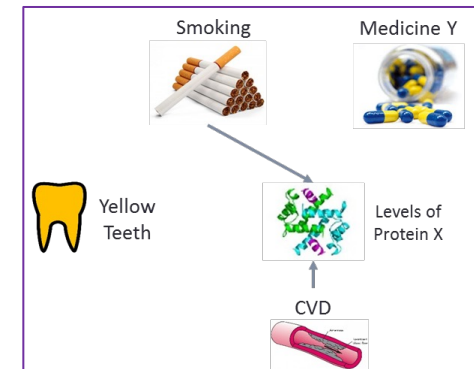 Smoking
Medicine Y
Yellow
Teeth
Levels of
Protein X
CVD